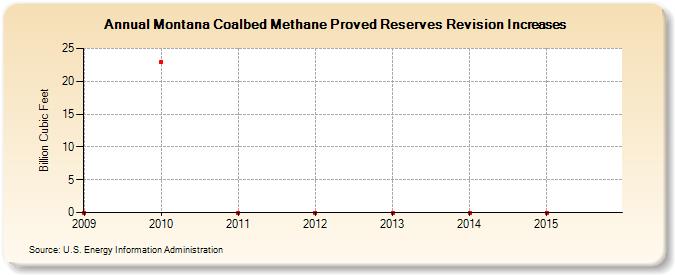 Annual Montana Coalbed Methane Proved Reserves Revision Increases
Billion Cubic Feet
25
20
15
10
5
0
2009 2010 2011 2012 2013 2014 2015
Source: U.S. Energy Information Administration